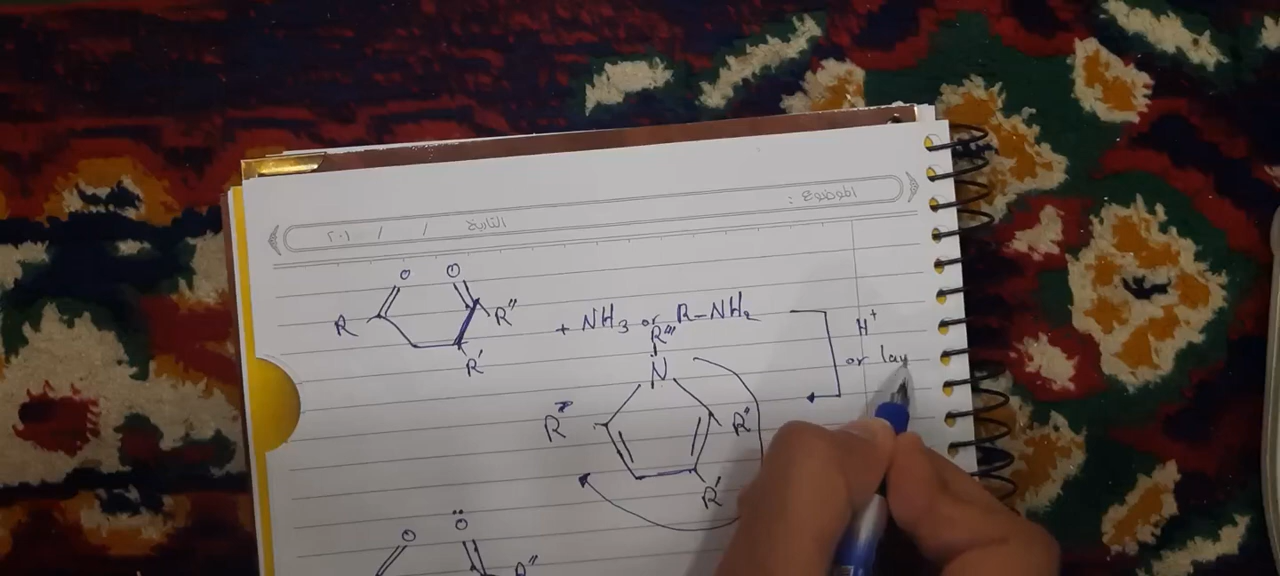 الموضوع :
التاريخ / / ٢٠١
O O
R R" + NH₃ or R-NH₂ H⁺
R' R'''
N or lay
R R"
R'
O Ö
R"